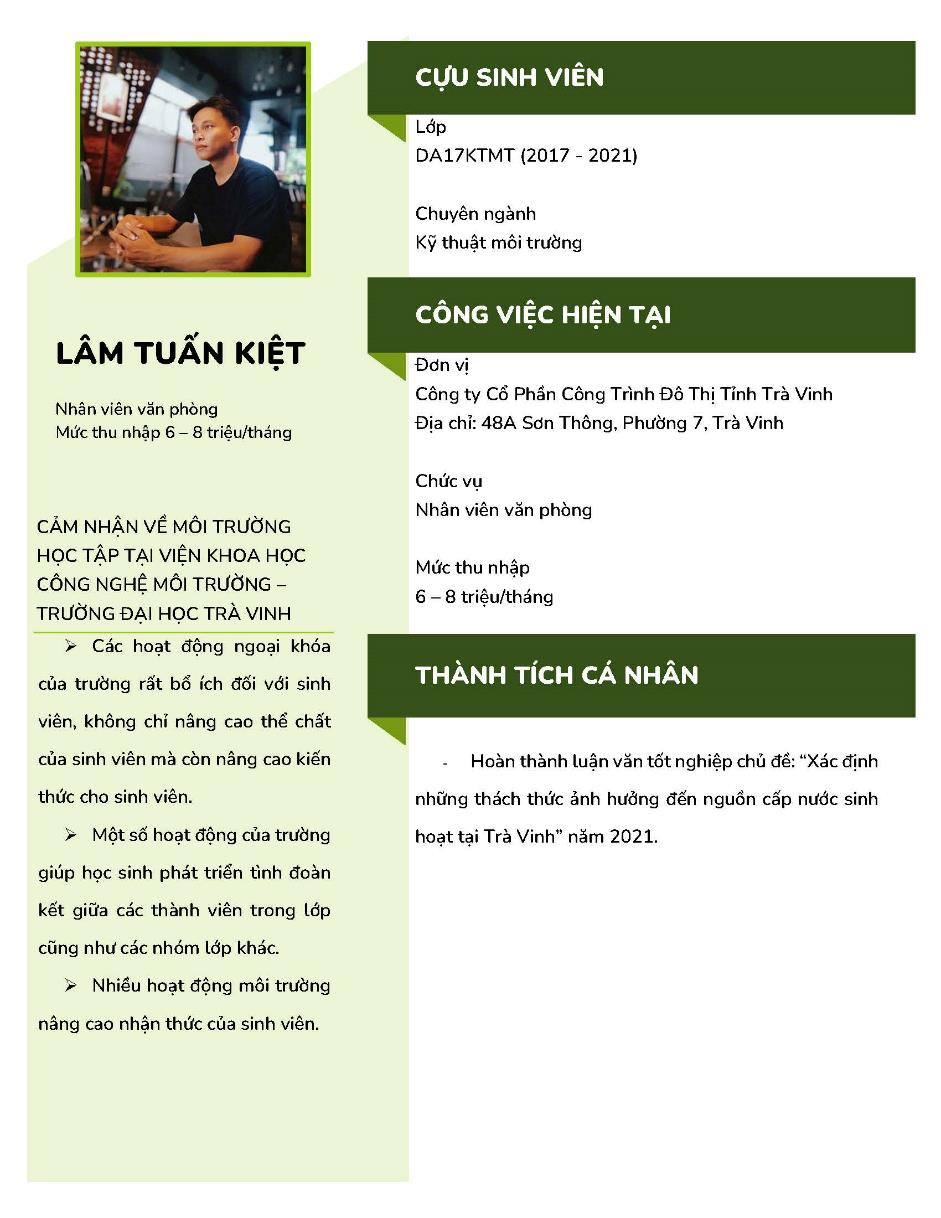 LÂM TUẤN KIỆT
Nhân viên văn phòng
Mức thu nhập 6 – 8 triệu/tháng
CẢM NHẬN VỀ MÔI TRƯỜNG
HỌC TẬP TẠI VIỆN KHOA HỌC
CÔNG NGHỆ MÔI TRƯỜNG –
TRƯỜNG ĐẠI HỌC TRÀ VINH
➢ Các hoạt động ngoại khóa
của trường rất bổ ích đối với sinh
viên, không chỉ nâng cao thể chất
của sinh viên mà còn nâng cao kiến
thức cho sinh viên.
➢ Một số hoạt động của trường
giúp học sinh phát triển tình đoàn
kết giữa các thành viên trong lớp
cũng như các nhóm lớp khác.
➢ Nhiều hoạt động môi trường
nâng cao nhận thức của sinh viên.
CỰU SINH VIÊN
Lớp
DA17KTMT (2017 - 2021)
Chuyên ngành
Kỹ thuật môi trường
CÔNG VIỆC HIỆN TẠI
Đơn vị
Công ty Cổ Phần Công Trình Đô Thị Tỉnh Trà Vinh
Địa chỉ: 48A Sơn Thông, Phường 7, Trà Vinh
Chức vụ
Nhân viên văn phòng
Mức thu nhập
6 – 8 triệu/tháng
THÀNH TÍCH CÁ NHÂN
- Hoàn thành luận văn tốt nghiệp chủ đề: “Xác định
những thách thức ảnh hưởng đến nguồn cấp nước sinh
hoạt tại Trà Vinh” năm 2021.